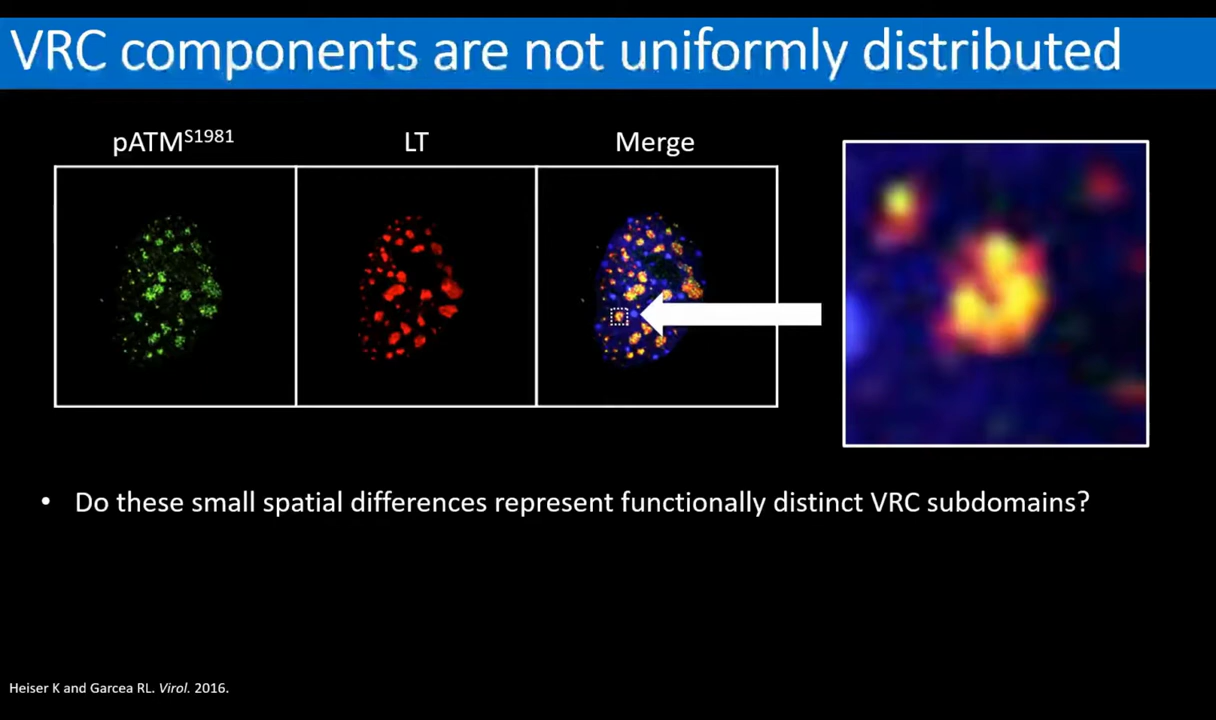 VRC components are not uniformly distributed
pATMS1981
LT
Merge
• Do these small spatial differences represent functionally distinct VRC subdomains?
Heiser K and Garcea RL. Virol. 2016.